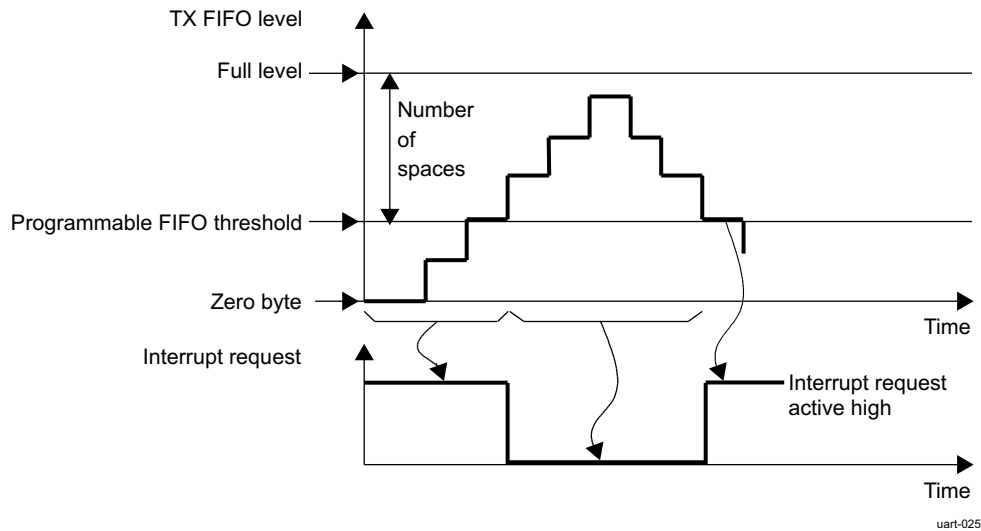 TX FIFO level
Full level
Number
of
spaces
Programmable FIFO threshold
Zero byte
Time
Interrupt request
Interrupt request
active high
Time
uart-025